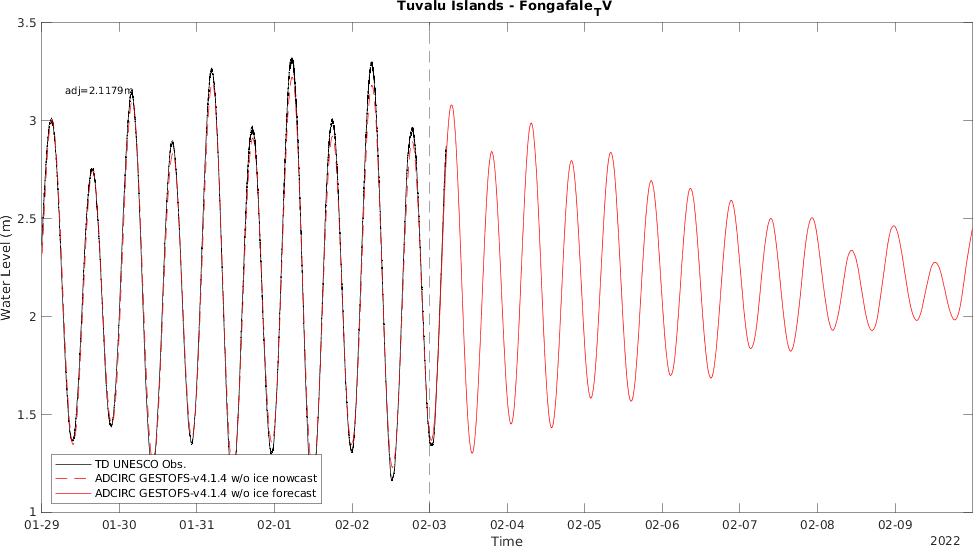 Tuvalu Islands - Fongafale_TV
3.5
adj=2.1179m
3
2.5
Water Level (m)
2
1.5
TD UNESCO Obs.
ADCIRC GESTOFS-v4.1.4 w/o ice nowcast
ADCIRC GESTOFS-v4.1.4 w/o ice forecast
1
01-29 01-30 01-31 02-01 02-02 02-03 02-04 02-05 02-06 02-07 02-08 02-09
Time 2022